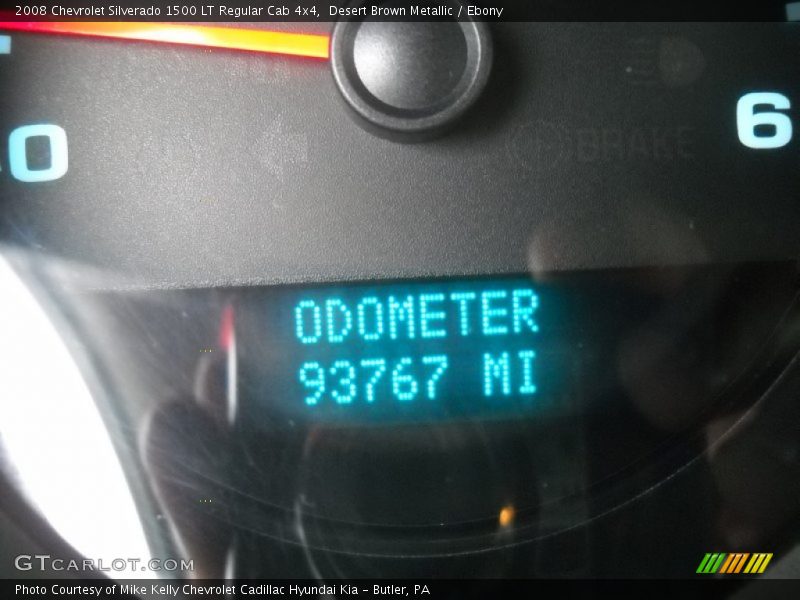 2008 Chevrolet Silverado 1500 LT Regular Cab 4x4, Desert Brown Metallic / Ebony
0
6
BRAKE
ODOMETER
93767 MI
GTCARLOT.COM
Photo Courtesy of Mike Kelly Chevrolet Cadillac Hyundai Kia – Butler, PA